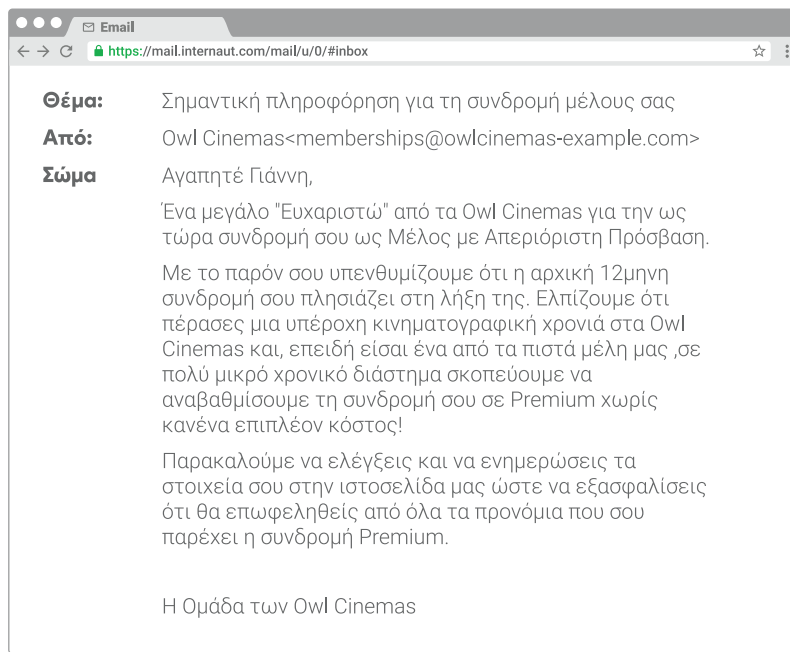 Email
https://mail.internaut.com/mail/u/0/#inbox
Θέμα: Σημαντική πληροφόρηση για τη συνδρομή μέλους σας
Από: Owl Cinemas<memberships@owlcinemas-example.com>
Σώμα Αγαπητέ Γιάννη,
Ένα μεγάλο "Ευχαριστώ" από τα Owl Cinemas για την ως
τώρα συνδρομή σου ως Μέλος με Απεριόριστη Πρόσβαση.
Με το παρόν σου υπενθυμίζουμε ότι η αρχική 12μηνη
συνδρομή σου πλησιάζει στη λήξη της. Ελπίζουμε ότι
πέρασες μια υπέροχη κινηματογραφική χρονιά στα Owl
Cinemas και, επειδή είσαι ένα από τα πιστά μέλη μας ,σε
πολύ μικρό χρονικό διάστημα σκοπεύουμε να
αναβαθμίσουμε τη συνδρομή σου σε Premium χωρίς
κανένα επιπλέον κόστος!
Παρακαλούμε να ελέγξεις και να ενημερώσεις τα
στοιχεία σου στην ιστοσελίδα μας ώστε να εξασφαλίσεις
ότι θα επωφεληθείς από όλα τα προνόμια που σου
παρέχει η συνδρομή Premium.
Η Ομάδα των Owl Cinemas